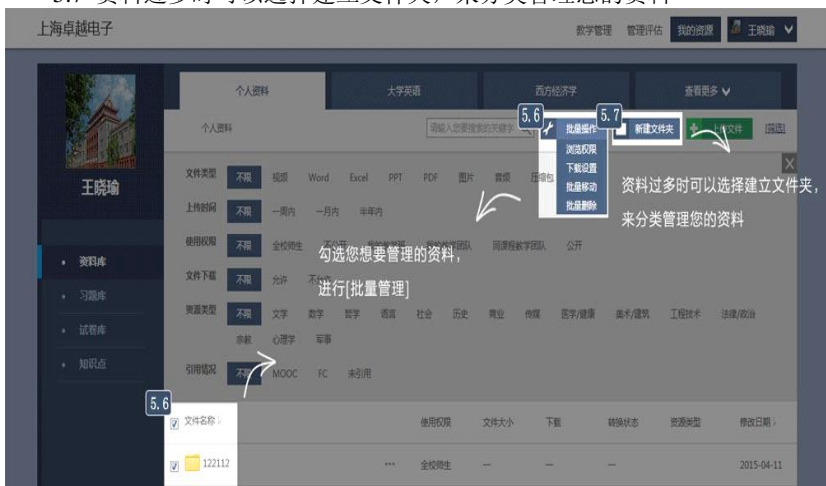 5.7 资料过多时可以选择建立文件夹，来分类管理您的资料
上海卓越电子 教学管理 管理评估 我的资源 王晓瑜
个人资料 大学英语 西方经济学 查看更多
个人资料 请输入您要搜索的关键字 5.6 批量操作 5.7 新建文件夹 上传文件 [筛选]
浏览权限
下载设置
批量移动
批量删除
王晓瑜
文件类型 不限 视频 Word Excel PPT PDF 图片 音频 压缩包
资料过多时可以选择建立文件夹，
来分类管理您的资料
上传时间 不限 一周内 一月内 半年内
使用权限 不限 全校师生 不公开 我的教学班 我的教学团队 同课程教学团队 公开
勾选您想要管理的资料，
进行[批量管理]
文件下载 不限 允许 不允许
资源类型 不限 文学 数学 哲学 语言 社会 历史 商业 传媒 医学/健康 美术/建筑 工程技术 法律/政治
宗教 心理学 军事
引用情况 不限 MOOC FC 未引用
资料库
习题库
试卷库
知识点
5.6
文件名称 使用权限 文件大小 下载 转换状态 资源类型 修改日期
122112 ... 全校师生 — — — 2015-04-11